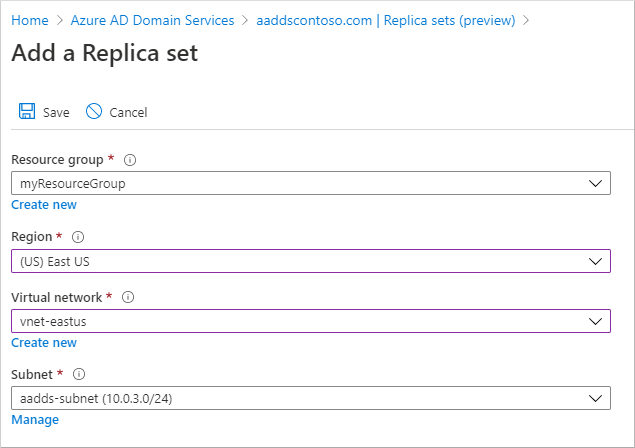 Home > Azure AD Domain Services > aaddscontoso.com | Replica sets (preview) >
Add a Replica set
Save Cancel
Resource group *
myResourceGroup
Create new
Region *
(US) East US
Virtual network *
vnet-eastus
Create new
Subnet *
aadds-subnet (10.0.3.0/24)
Manage